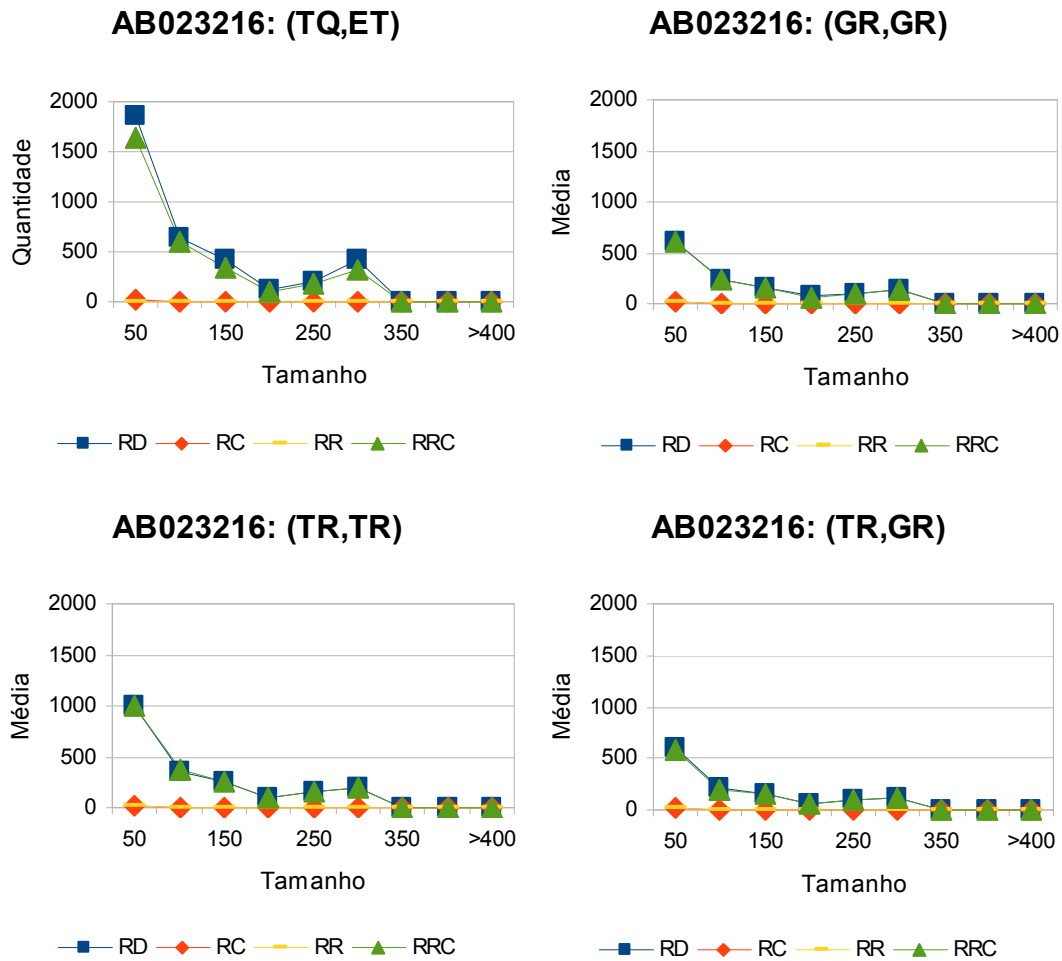 AB023216: (TQ,ET)
Quantidade
2000
1500
1000
500
0
50 150 250 350 >400
Tamanho
RD RC RR RRC
AB023216: (GR,GR)
Média
2000
1500
1000
500
0
50 150 250 350 >400
Tamanho
RD RC RR RRC
AB023216: (TR,TR)
Média
2000
1500
1000
500
0
50 150 250 350 >400
Tamanho
RD RC RR RRC
AB023216: (TR,GR)
Média
2000
1500
1000
500
0
50 150 250 350 >400
Tamanho
RD RC RR RRC